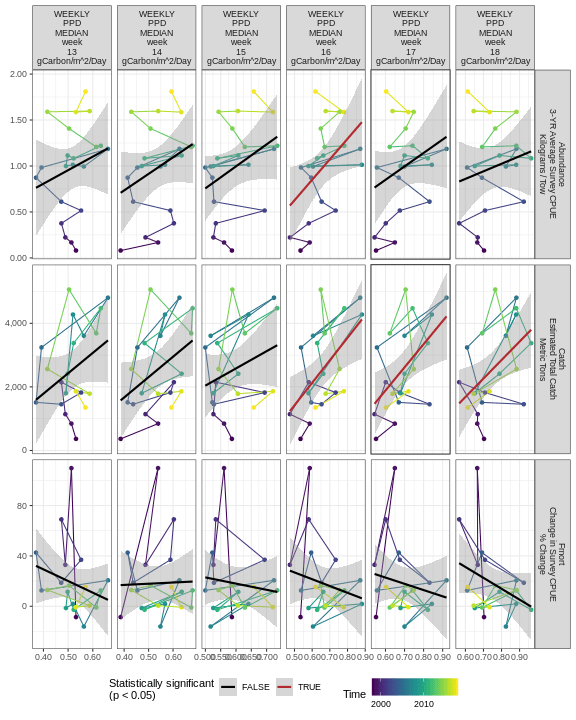 WEEKLY
PPD
MEDIAN
week
13
gCarbon/m^2/Day
WEEKLY
PPD
MEDIAN
week
14
gCarbon/m^2/Day
WEEKLY
PPD
MEDIAN
week
15
gCarbon/m^2/Day
WEEKLY
PPD
MEDIAN
week
16
gCarbon/m^2/Day
WEEKLY
PPD
MEDIAN
week
17
gCarbon/m^2/Day
WEEKLY
PPD
MEDIAN
week
18
gCarbon/m^2/Day
2.00
1.50
1.00
0.50
0.00
Abundance
3-YR Average Survey CPUE
Kilograms / Tow
4,000
2,000
0
Catch
Estimated Total Catch
Metric Tons
80
40
0
Fmort
Change in Survey CPUE
% Change
0.40 0.50 0.60
0.40 0.50 0.60
0.500 0.550 0.600 0.650 0.700
0.50 0.60 0.70 0.80 0.90
0.60 0.70 0.80 0.90
0.60 0.70 0.80 0.90
Statistically significant
(p < 0.05)
FALSE
TRUE
Time
2000 2010